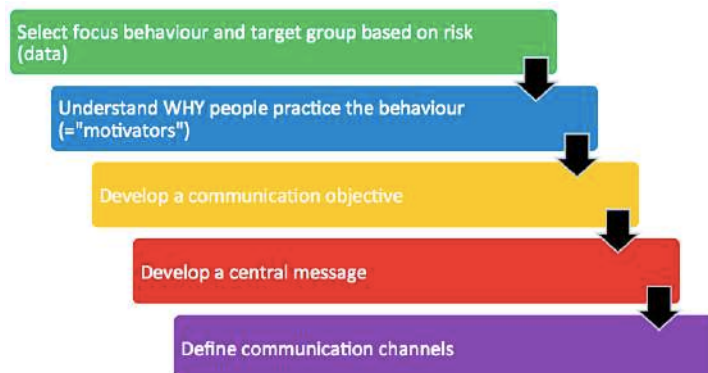 Select focus behaviour and target group based on risk
(data)
Understand WHY people practice the behaviour
(="motivators")
Develop a communication objective
Develop a central message
Define communication channels